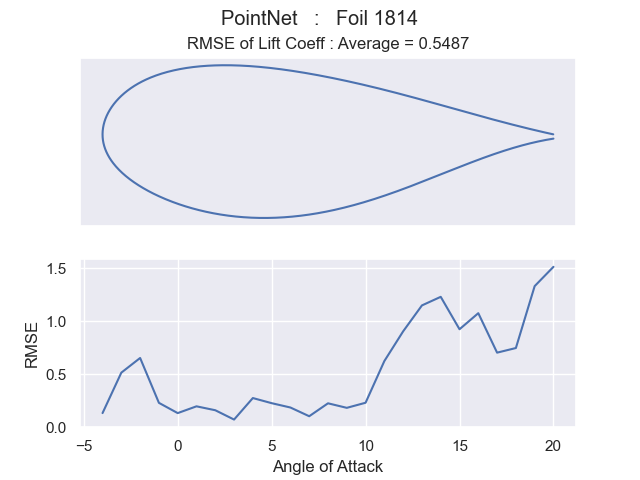 PointNet   :   Foil 1814
RMSE of Lift Coeff : Average = 0.5487
1.5
1.0
RMSE
0.5
0.0
−5 0 5 10 15 20
Angle of Attack